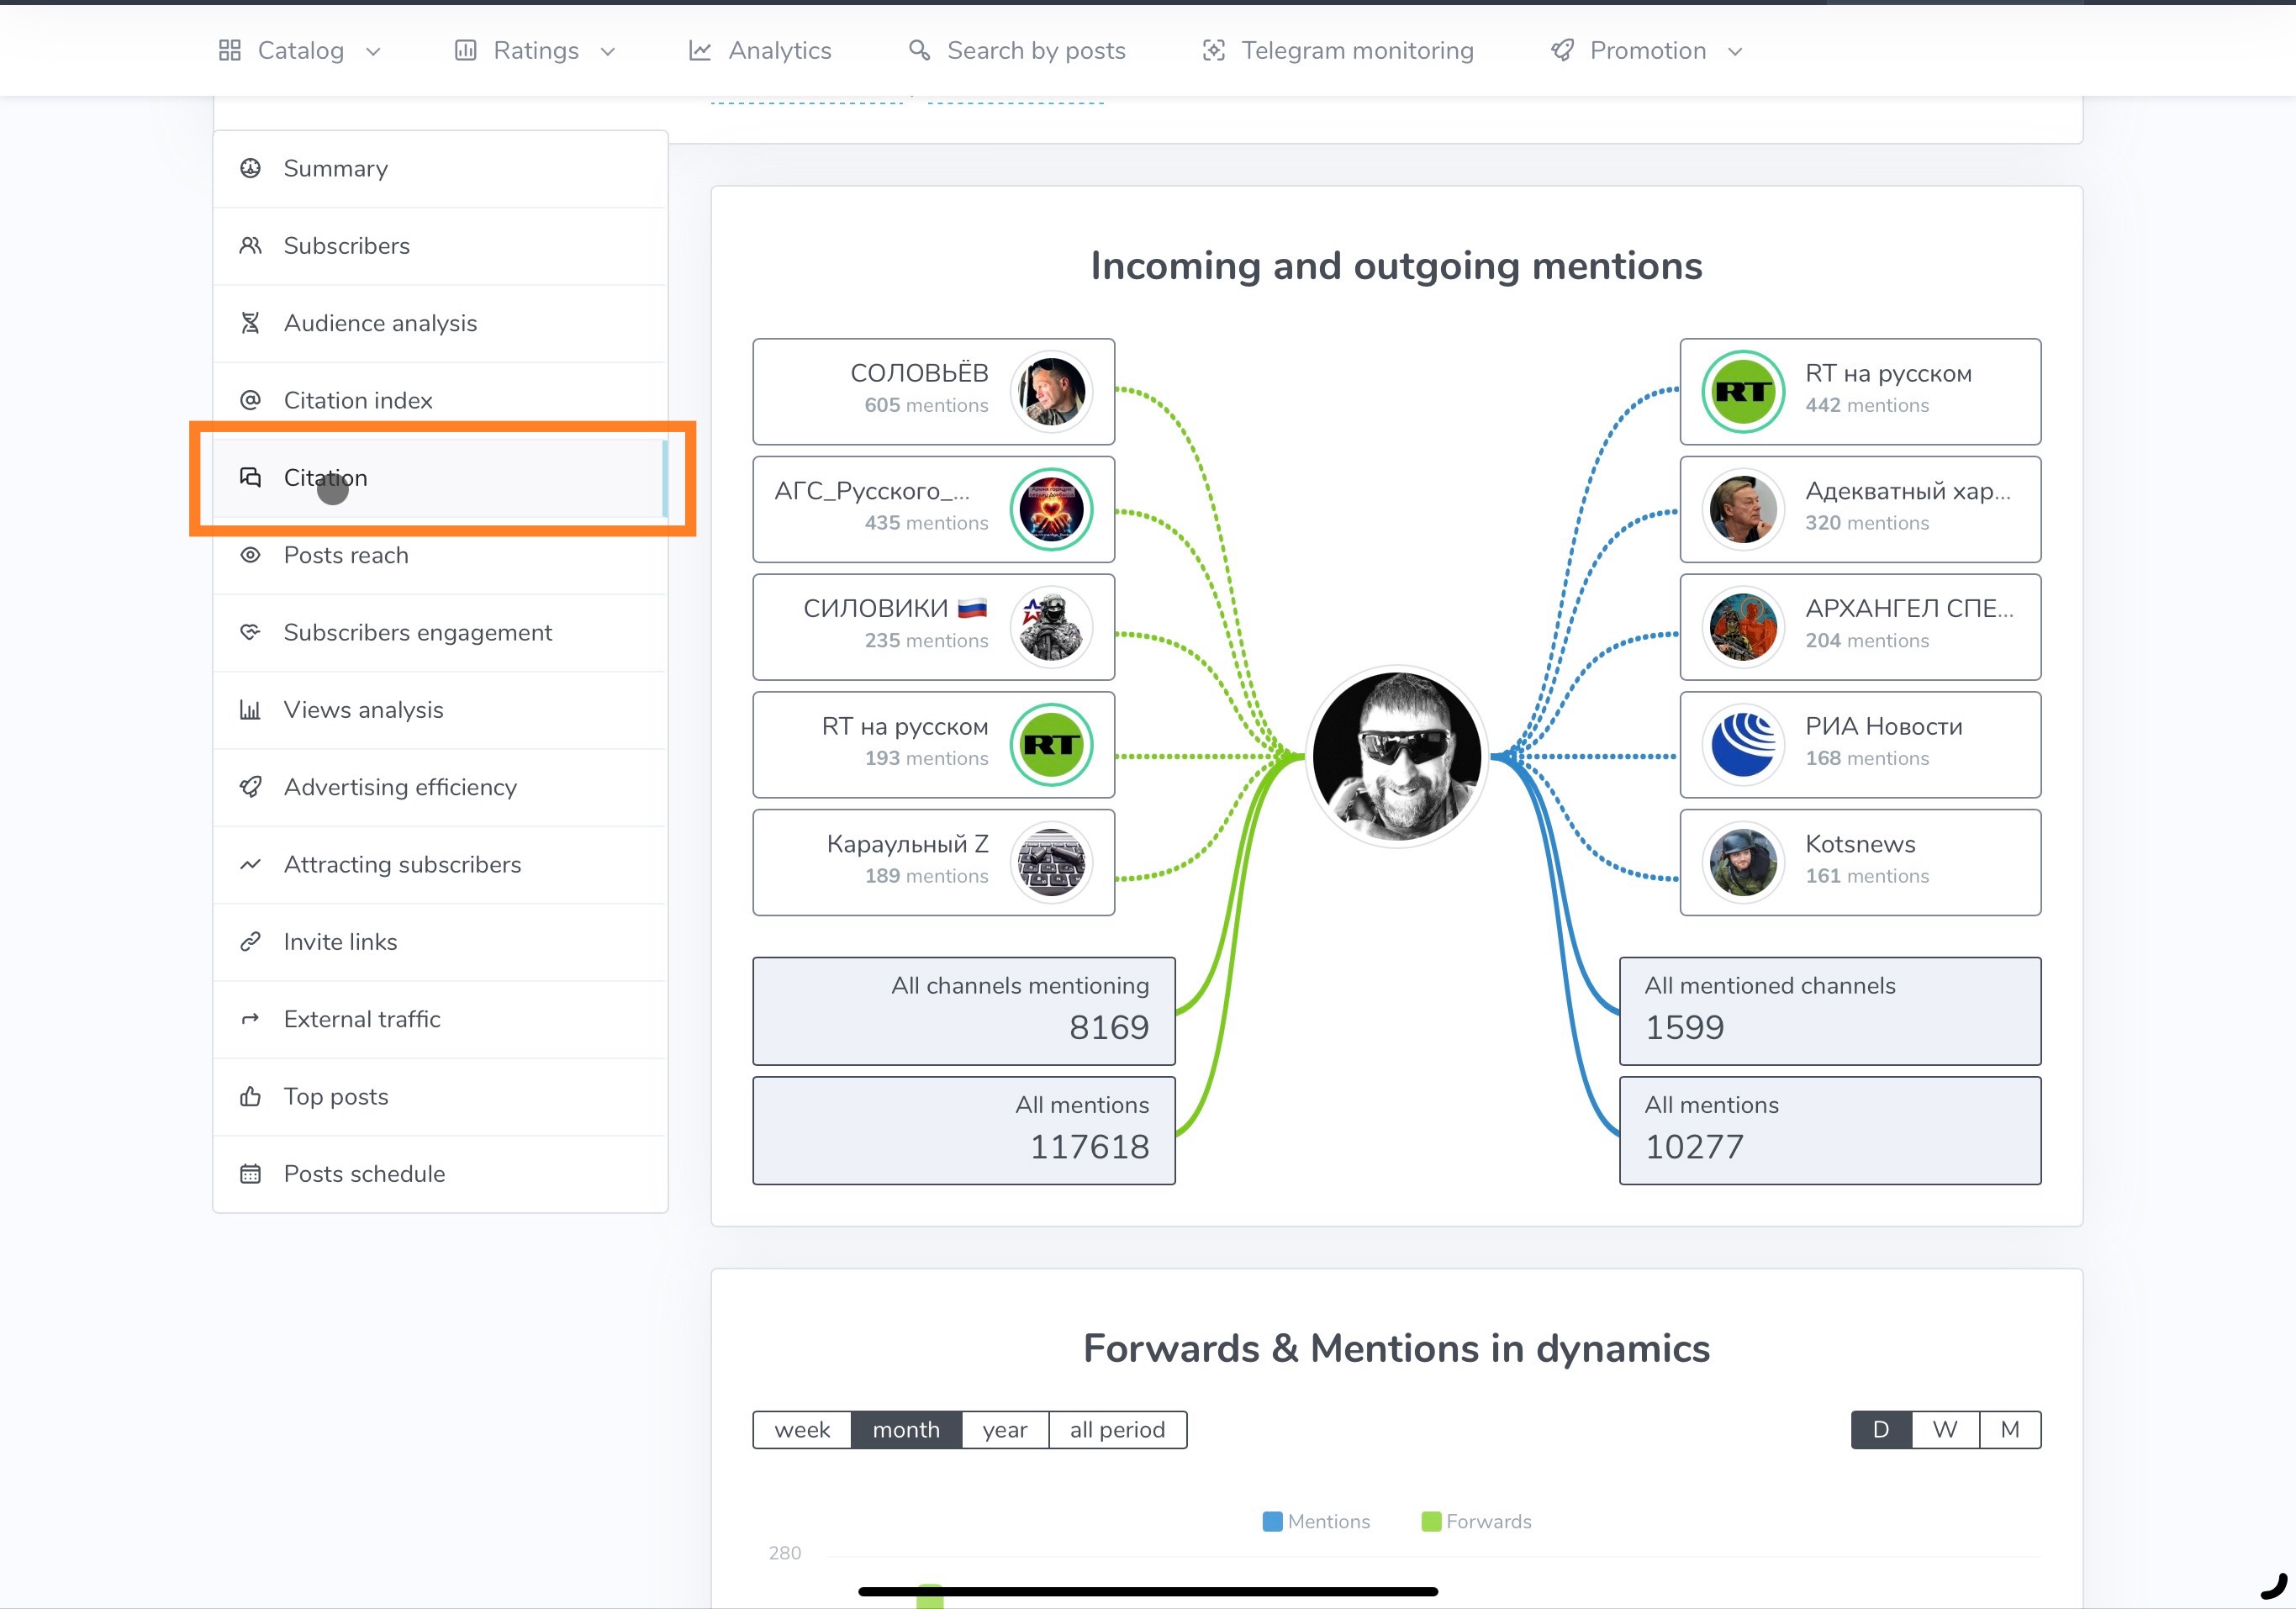 Catalog
Ratings
Analytics
Search by posts
Telegram monitoring
Promotion
Summary
Subscribers
Audience analysis
Citation index
Citation
Posts reach
Subscribers engagement
Views analysis
Advertising efficiency
Attracting subscribers
Invite links
External traffic
Top posts
Posts schedule
Incoming and outgoing mentions
СОЛОВЬЁВ
605 mentions
АГС_Русского_...
435 mentions
СИЛОВИКИ 🇷🇺
235 mentions
RT на русском
193 mentions
RT
Караульный Z
189 mentions
RT
RT на русском
442 mentions
Адекватный хар...
320 mentions
АРХАНГЕЛ СПЕ...
204 mentions
РИА Новости
168 mentions
Kotsnews
161 mentions
All channels mentioning
8169
All mentions
117618
All mentioned channels
1599
All mentions
10277
Forwards & Mentions in dynamics
week month year all period
D W M
Mentions Forwards
280